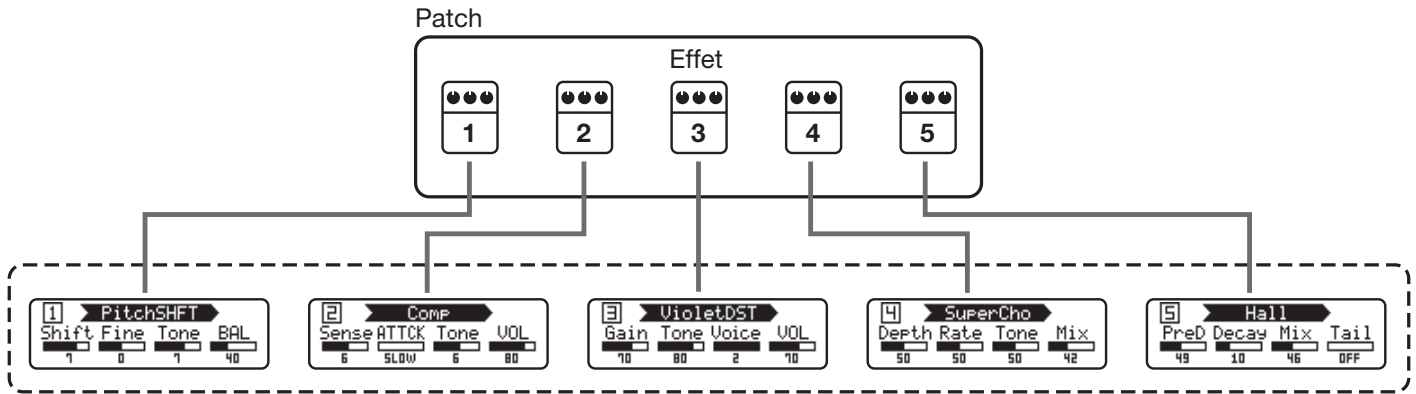 Patch
Effet
1 2 3 4 5
1 PitchSHFT
Shift Fine Tone BAL
7 0 7 40
2 Comp
Sense ATTCK Tone VOL
6 SLOW 6 80
3 VioletDST
Gain Tone Voice VOL
70 80 2 70
4 SuperCho
Depth Rate Tone Mix
50 50 50 42
5 Hall
PreD Decay Mix Tail
49 10 46 OFF